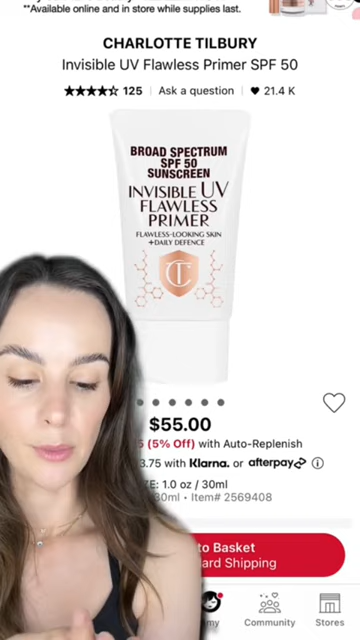 **Available online and in store while supplies last.
CHARLOTTE TILBURY
Invisible UV Flawless Primer SPF 50
125 | Ask a question | 21.4 K
BROAD SPECTRUM
SPF 50
SUNSCREEN
INVISIBLE UV
FLAWLESS
PRIMER
FLAWLESS-LOOKING SKIN
+DAILY DEFENCE
CT
$55.00
(5% Off) with Auto-Replenish
3.75 with Klarna. or afterpay
1.0 oz / 30ml
30ml • Item# 2569408
to Basket
Shipping
Community
Stores